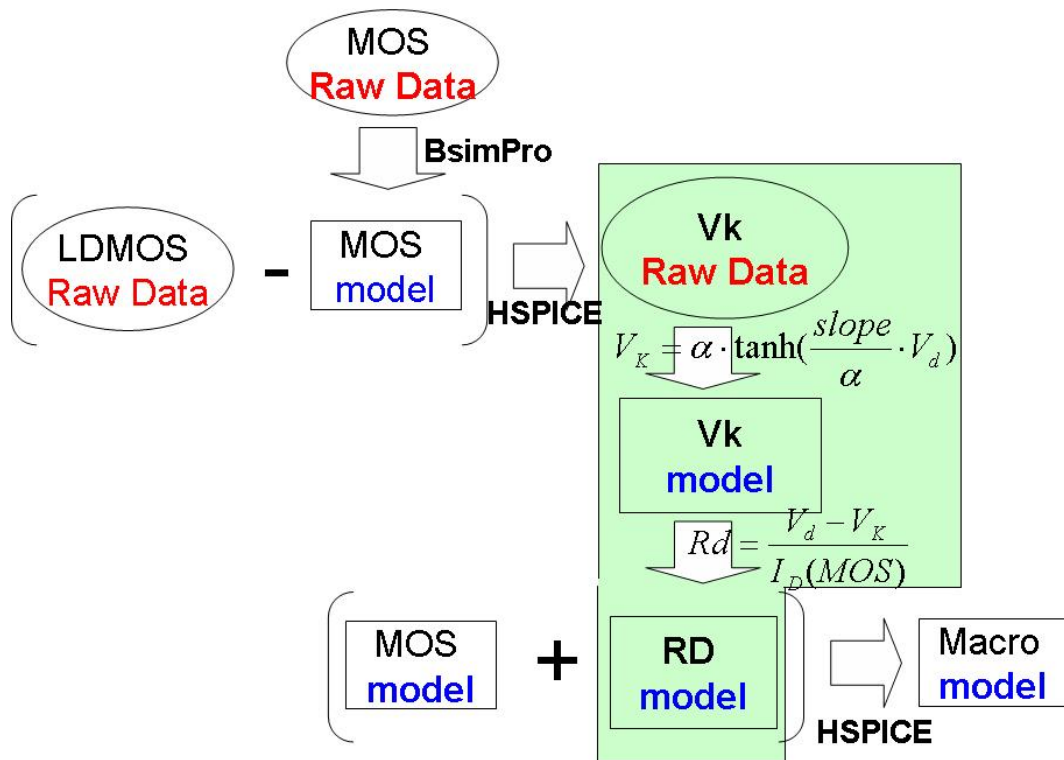 MOS
Raw Data
BsimPro
LDMOS
Raw Data
-
MOS
model
HSPICE
Vk
Raw Data
V_K = α · tanh(slope/α · V_d)
Vk
model
Rd = (V_d − V_K)/I_D(MOS)
MOS
model
+
RD
model
HSPICE
Macro
model